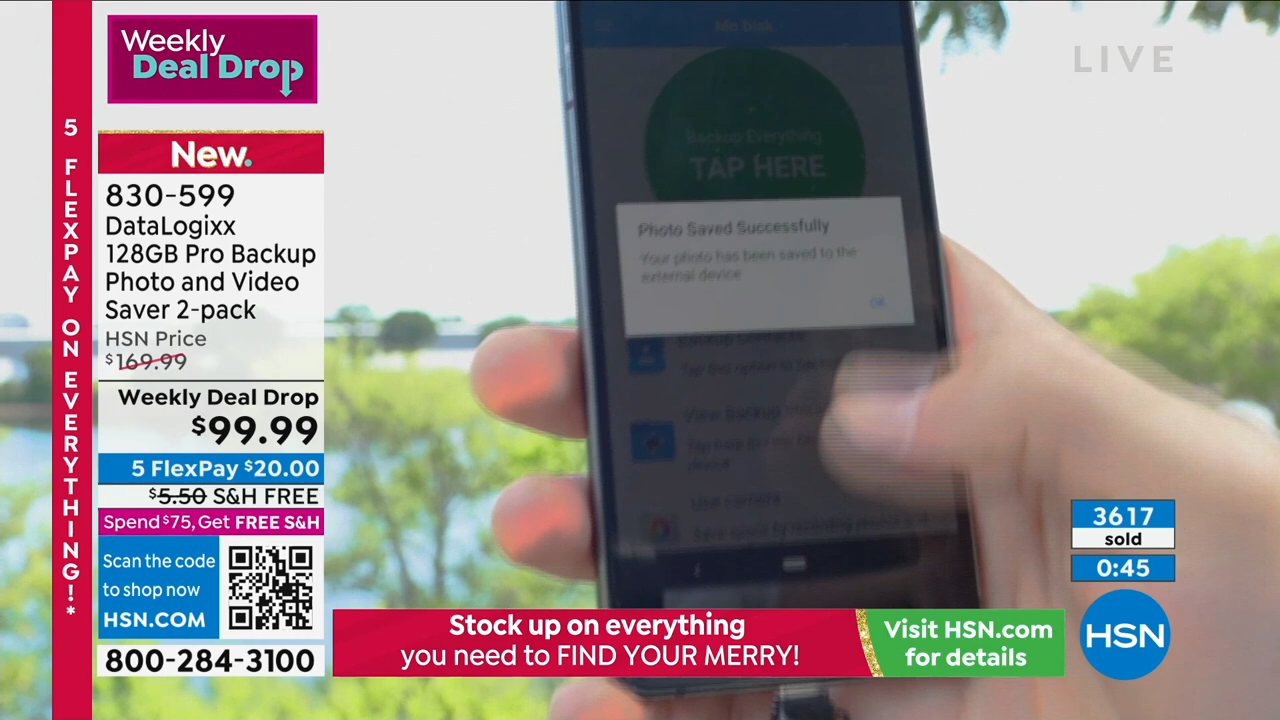 5 FLEXPAY ON EVERYTHING!*
Weekly
Deal Drop
New.
830-599
DataLogixx
128GB Pro Backup
Photo and Video
Saver 2-pack
HSN Price
$169.99
Weekly Deal Drop
$99.99
5 FlexPay $20.00
$5.50 S&H FREE
Spend $75, Get FREE S&H
Scan the code
to shop now
HSN.COM
800-284-3100
Backup Everything
TAP HERE
Photo Saved Successfully
Your photo has been saved to the
external device
OK
Use camera
LIVE
3617
sold
0:45
Stock up on everything
you need to FIND YOUR MERRY!
Visit HSN.com
for details
HSN